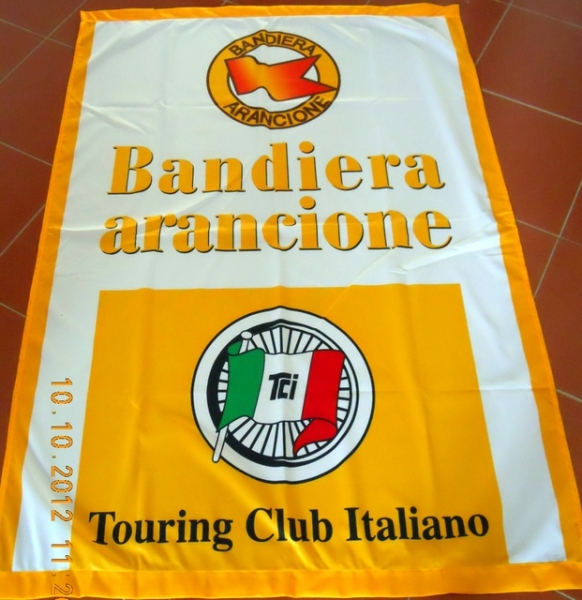 BANDIERA
ARANCIONE
Bandiera
arancione
TCi
Touring Club Italiano
10.10.2012